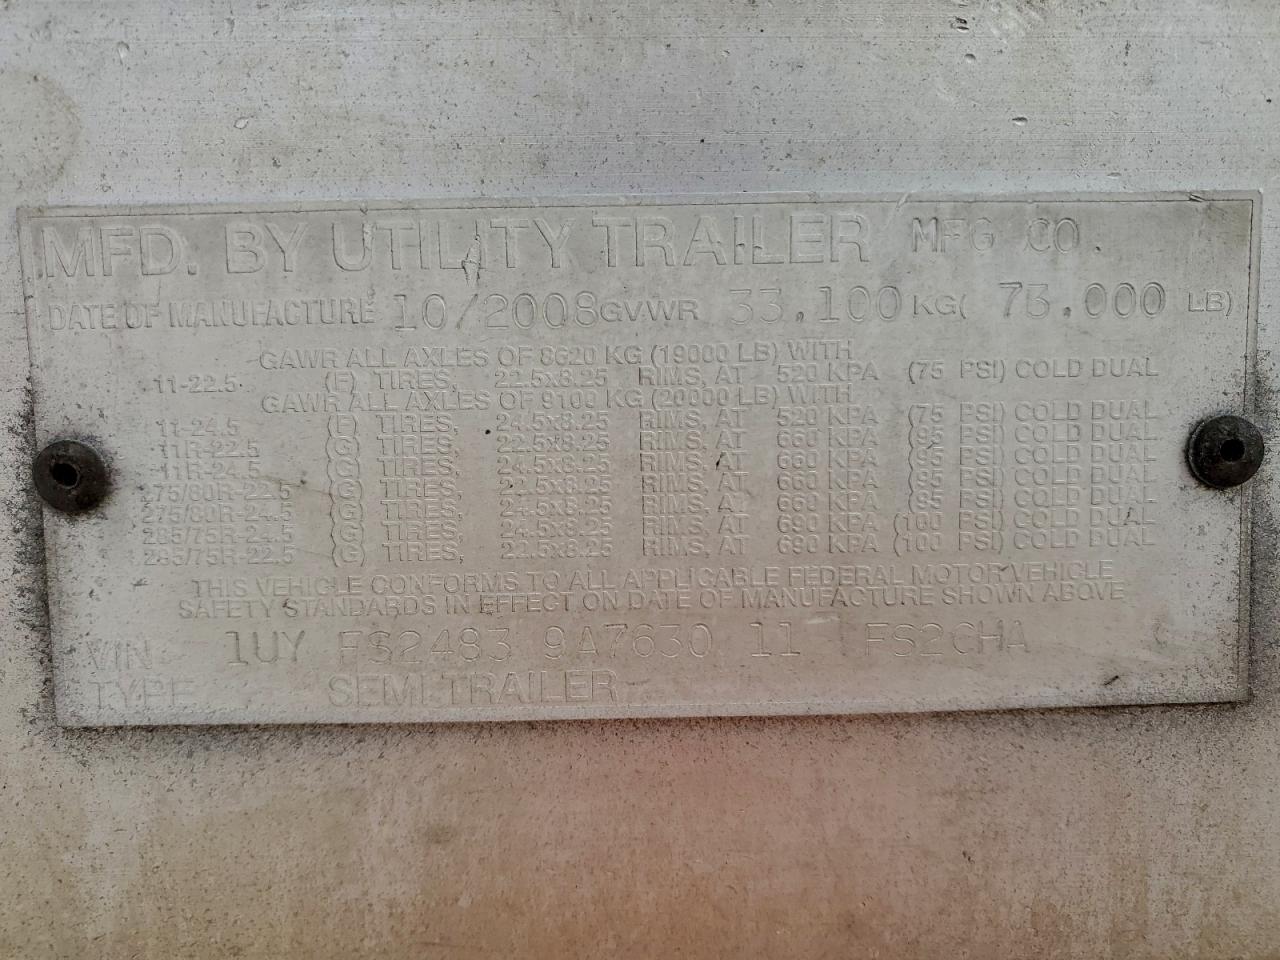 MFD. BY UTILITY TRAILER MFG CO.
DATE OF MANUFACTURE 10/2008 GVWR 33.100 KG( 73.000 LB)
GAWR ALL AXLES OF 8620 KG (19000 LB) WITH
11-22.5 (F) TIRES, 22.5x8.25 RIMS, AT 520 KPA (75 PSI) COLD DUAL
GAWR ALL AXLES OF 9100 KG (20000 LB) WITH
11-24.5 (F) TIRES, 24.5x8.25 RIMS, AT 520 KPA (75 PSI) COLD DUAL
11R-22.5 (G) TIRES, 22.5x8.25 RIMS, AT 660 KPA (95 PSI) COLD DUAL
11R-24.5 (G) TIRES, 24.5x8.25 RIMS, AT 660 KPA (95 PSI) COLD DUAL
275/80R-22.5 (G) TIRES, 22.5x8.25 RIMS, AT 660 KPA (95 PSI) COLD DUAL
275/80R-24.5 (G) TIRES, 24.5x8.25 RIMS, AT 660 KPA (95 PSI) COLD DUAL
285/75R-24.5 (G) TIRES, 24.5x8.25 RIMS, AT 690 KPA (100 PSI) COLD DUAL
295/75R-22.5 (G) TIRES, 22.5x8.25 RIMS, AT 690 KPA (100 PSI) COLD DUAL
THIS VEHICLE CONFORMS TO ALL APPLICABLE FEDERAL MOTOR VEHICLE
SAFETY STANDARDS IN EFFECT ON DATE OF MANUFACTURE SHOWN ABOVE
VIN 1UY FS2483 9A7630 11 FS2CHA
TYPE SEMITRAILER